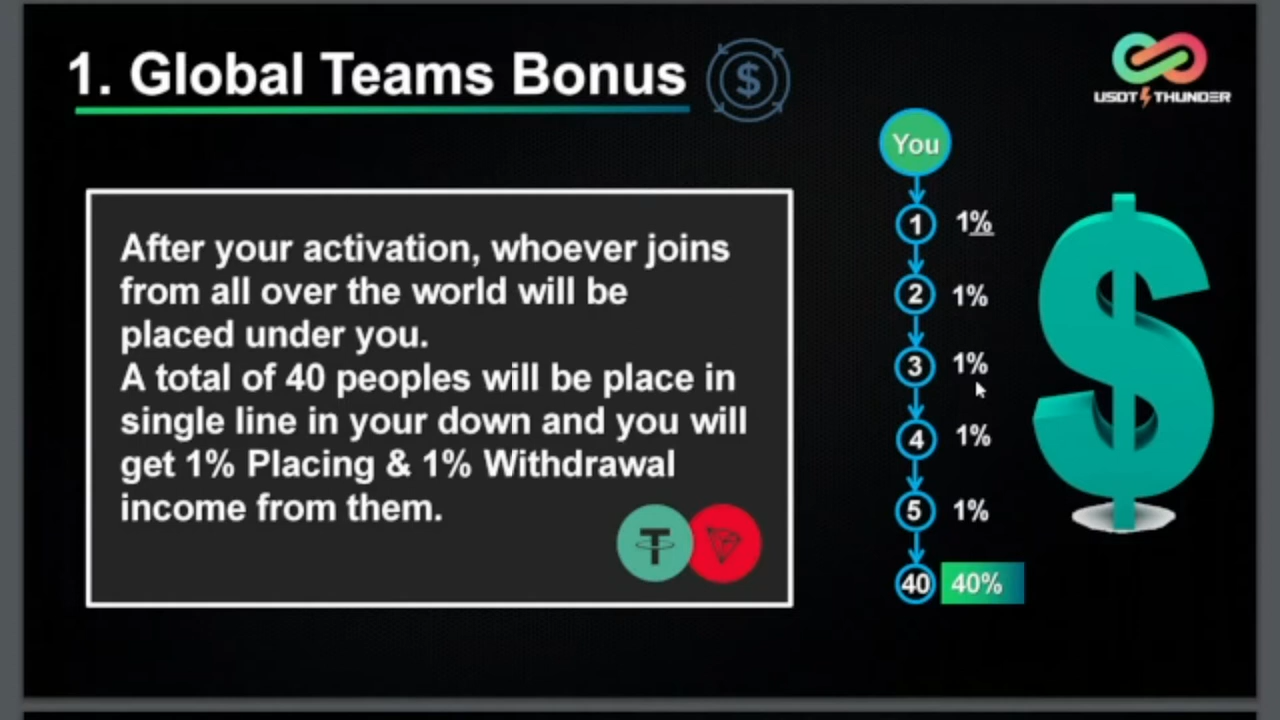 1. Global Teams Bonus
$
USDT THUNDER
You
After your activation, whoever joins
from all over the world will be
placed under you.
A total of 40 peoples will be place in
single line in your down and you will
get 1% Placing & 1% Withdrawal
income from them.
1 1%
2 1%
3 1%
4 1%
5 1%
40 40%
$